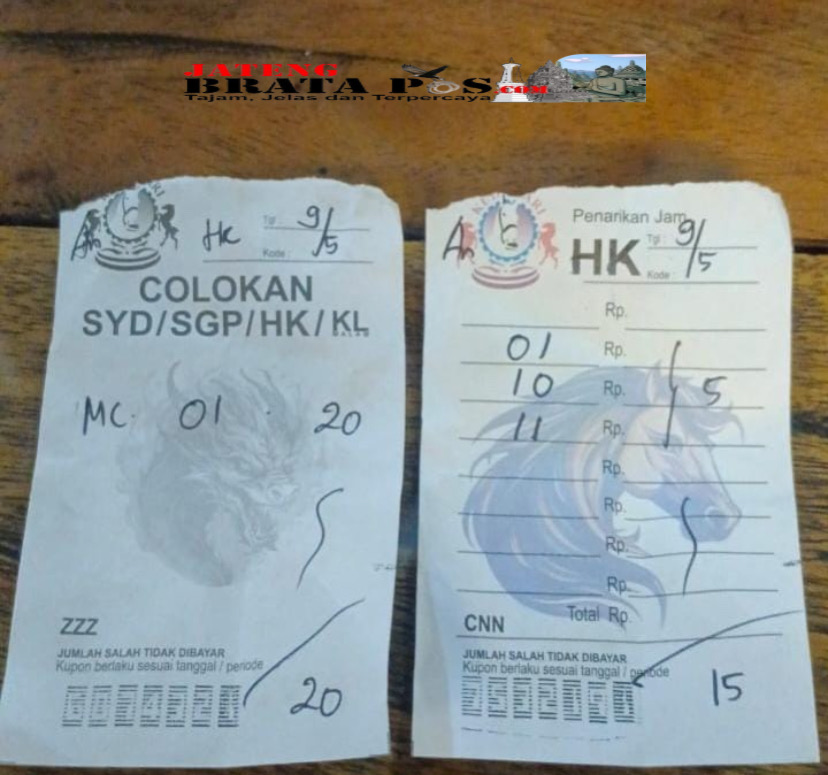 JATENG
BRATA POS.COM
Tajam, Jelas dan Terpercaya
An HK Tgl : 9/5
Kode :
COLOKAN
SYD/SGP/HK/KL
MC. 01 . 20
ZZZ
JUMLAH SALAH TIDAK DIBAYAR
Kupon berlaku sesuai tanggal / periode
20
An Penarikan Jam
HK Tgl : 9/5
Kode :
Rp.
01 Rp.
10 Rp. 5
11 Rp.
Rp.
Rp.
Rp.
Rp.
Total Rp.
CNN
JUMLAH SALAH TIDAK DIBAYAR
Kupon berlaku sesuai tanggal / periode
15